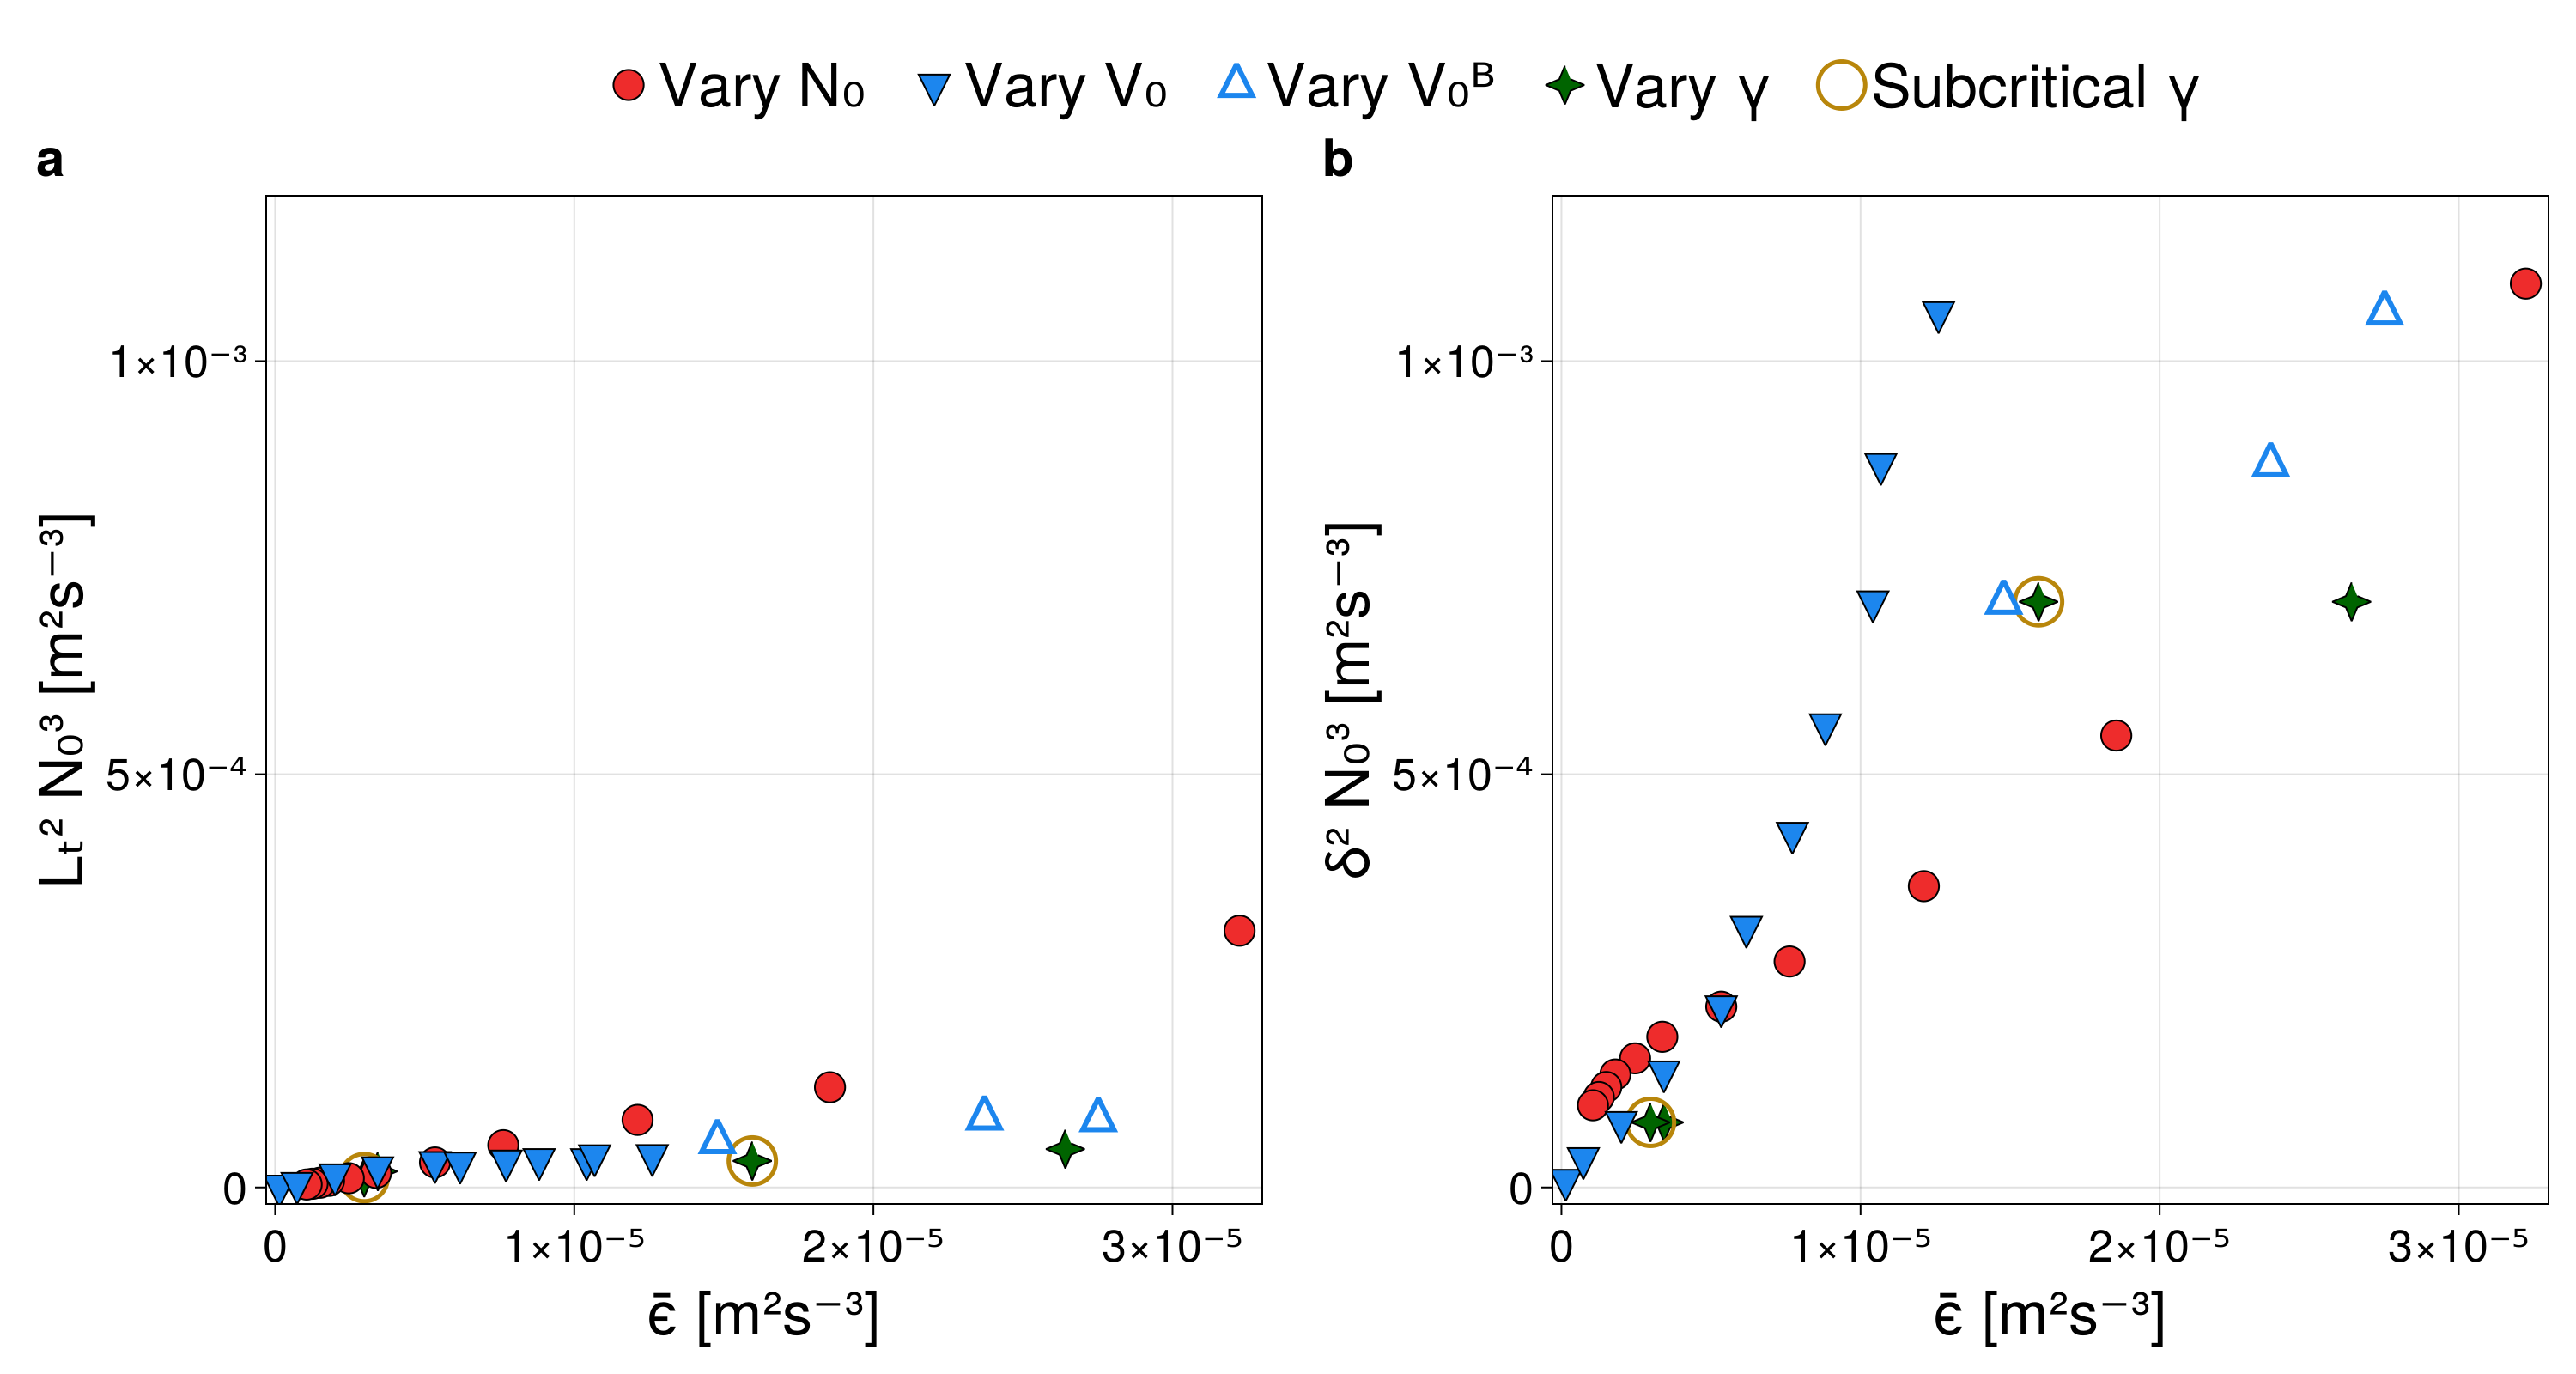 Vary N₀ Vary V₀ Vary V₀ᴮ Vary γ Subcritical γ
a
b
Lₜ² N₀³ [m²s⁻³]
1×10⁻³
5×10⁻⁴
0
0 1×10⁻⁵ 2×10⁻⁵ 3×10⁻⁵
ϵ̄ [m²s⁻³]
δ² N₀³ [m²s⁻³]
1×10⁻³
5×10⁻⁴
0
0 1×10⁻⁵ 2×10⁻⁵ 3×10⁻⁵
ϵ̄ [m²s⁻³]